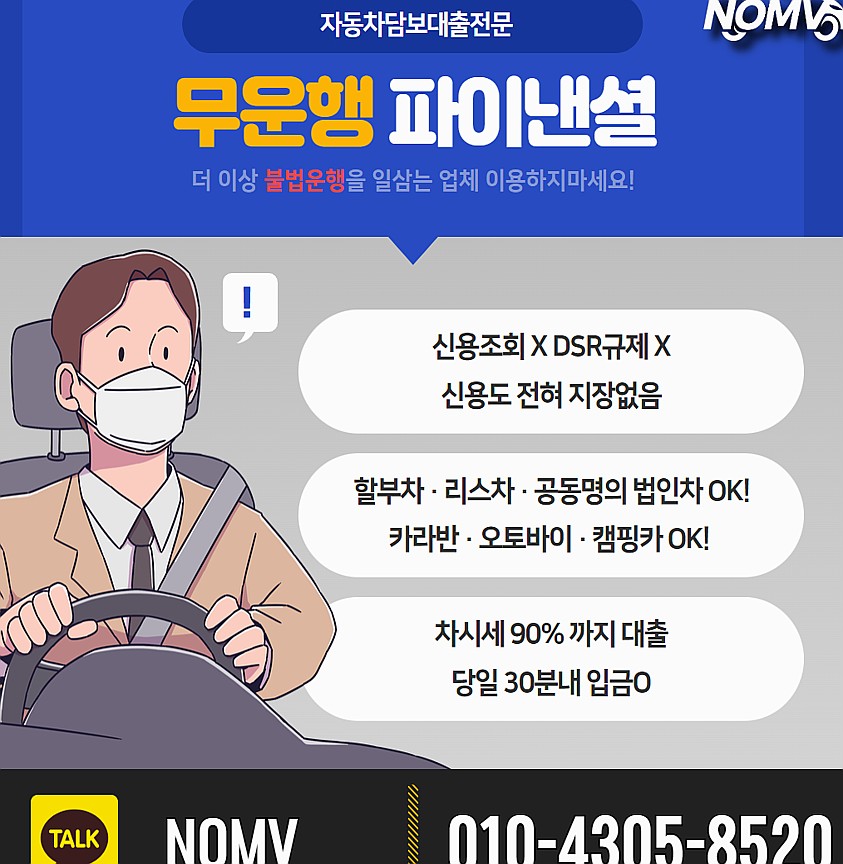 자동차담보대출전문
NOMV
무운행 파이낸셜
더 이상 불법운행을 일삼는 업체 이용하지마세요!
!
신용조회 X DSR규제 X
신용도 전혀 지장없음
할부차 · 리스차 · 공동명의 법인차 OK!
카라반 · 오토바이 · 캠핑카 OK!
차시세 90% 까지 대출
당일 30분내 입금O
TALK
NOMV
010-4305-8520